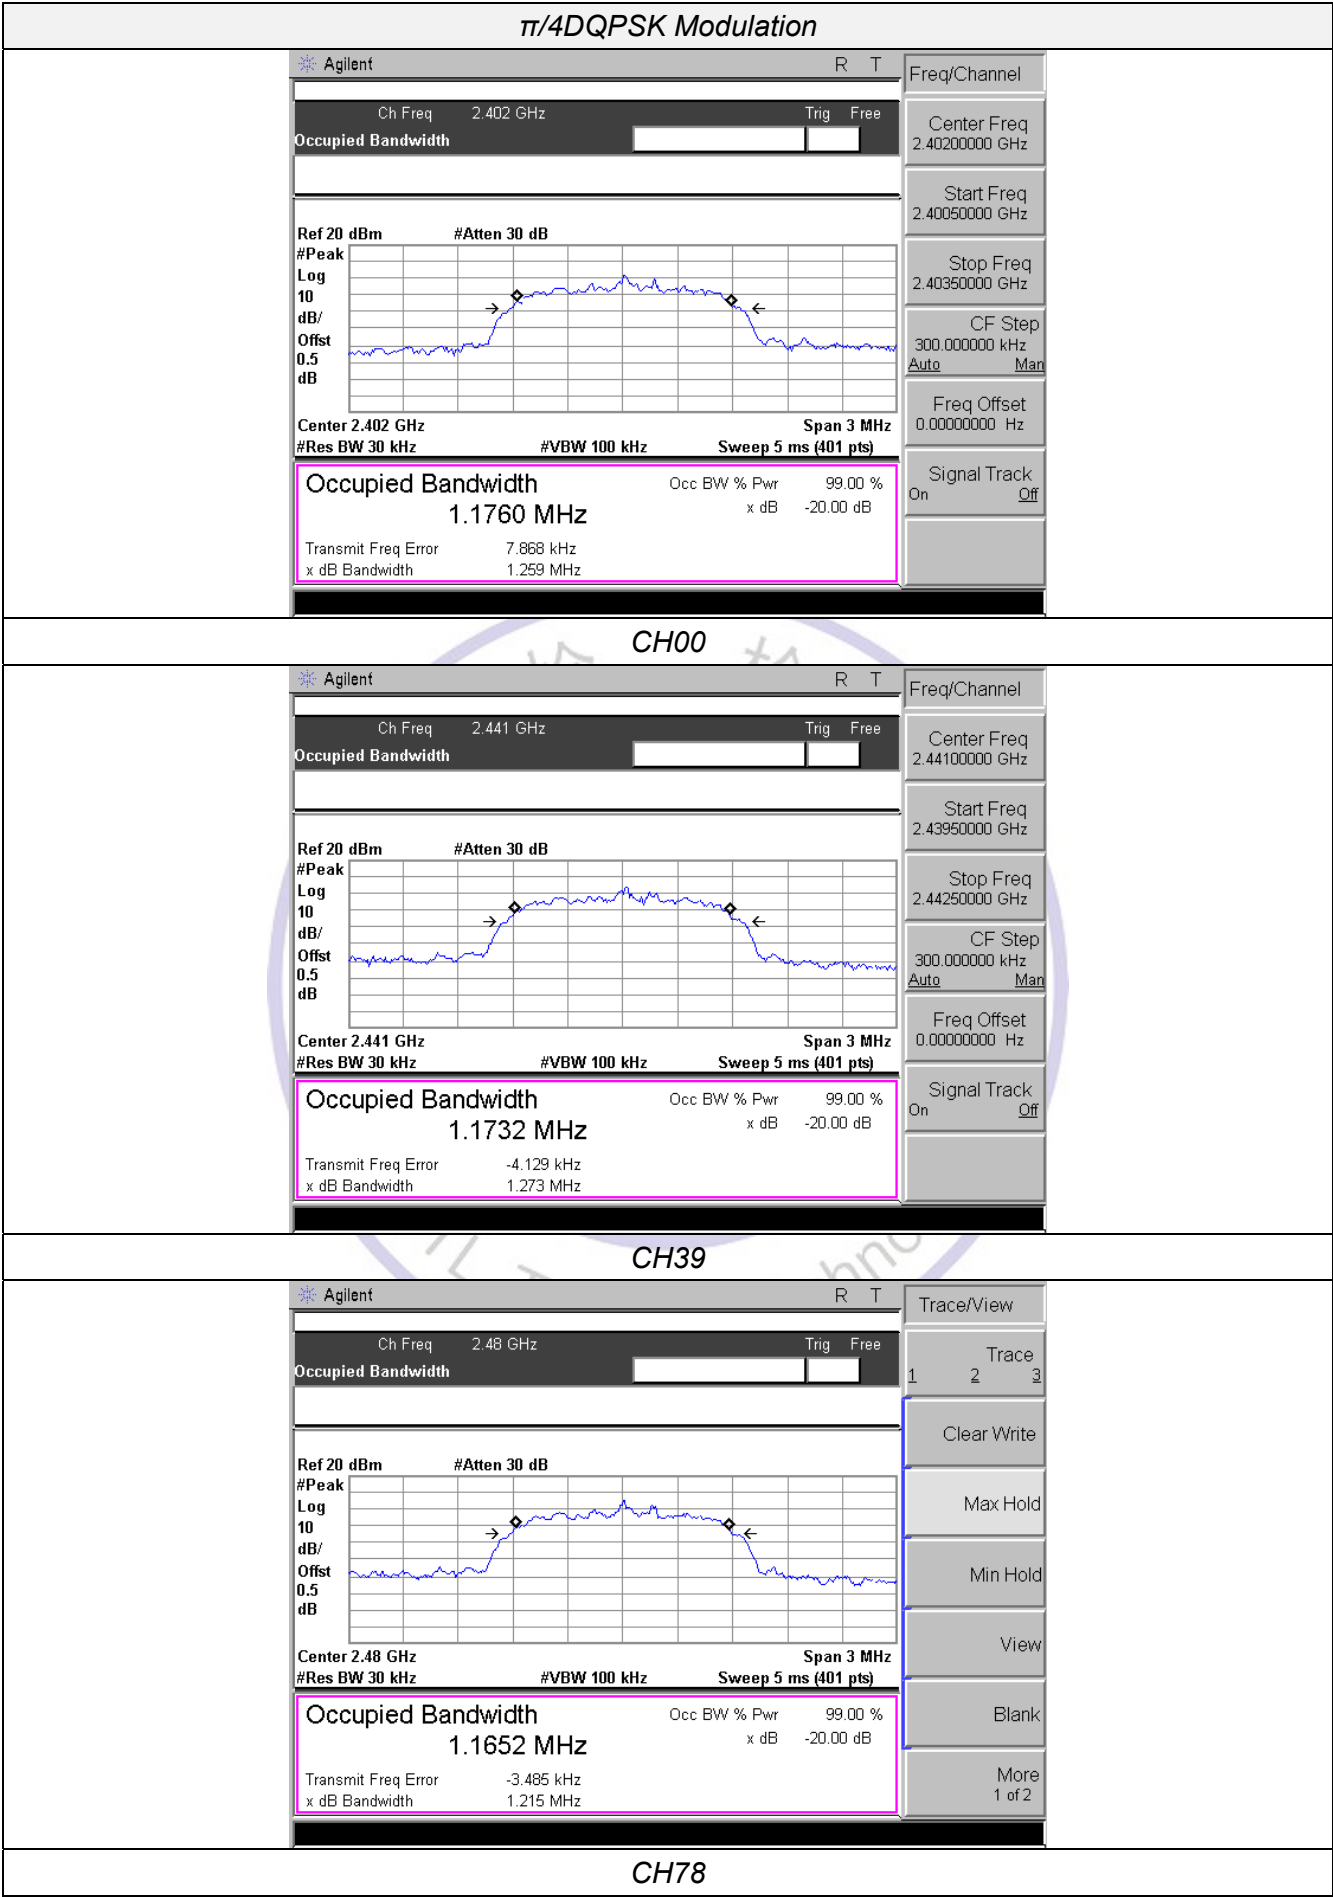 π/4DQPSK Modulation
Agilent R T
Freq/Channel
Ch Freq 2.402 GHz Trig Free
Occupied Bandwidth
Center Freq
2.40200000 GHz
Start Freq
2.40050000 GHz
Stop Freq
2.40350000 GHz
CF Step
300.000000 kHz
Auto Man
Freq Offset
0.00000000 Hz
Signal Track
On Off
Ref 20 dBm #Atten 30 dB
#Peak
Log
10
dB/
Offst
0.5
dB
Center 2.402 GHz Span 3 MHz
#Res BW 30 kHz #VBW 100 kHz Sweep 5 ms (401 pts)
Occupied Bandwidth Occ BW % Pwr 99.00 %
1.1760 MHz x dB -20.00 dB
Transmit Freq Error 7.868 kHz
x dB Bandwidth 1.259 MHz
CH00
Agilent R T
Freq/Channel
Ch Freq 2.441 GHz Trig Free
Occupied Bandwidth
Center Freq
2.44100000 GHz
Start Freq
2.43950000 GHz
Stop Freq
2.44250000 GHz
CF Step
300.000000 kHz
Auto Man
Freq Offset
0.00000000 Hz
Signal Track
On Off
Ref 20 dBm #Atten 30 dB
#Peak
Log
10
dB/
Offst
0.5
dB
Center 2.441 GHz Span 3 MHz
#Res BW 30 kHz #VBW 100 kHz Sweep 5 ms (401 pts)
Occupied Bandwidth Occ BW % Pwr 99.00 %
1.1732 MHz x dB -20.00 dB
Transmit Freq Error -4.129 kHz
x dB Bandwidth 1.273 MHz
CH39
Agilent R T
Trace/View
Ch Freq 2.48 GHz Trig Free
Occupied Bandwidth
Trace
1 2 3
Clear Write
Max Hold
Min Hold
View
Blank
More
1 of 2
Ref 20 dBm #Atten 30 dB
#Peak
Log
10
dB/
Offst
0.5
dB
Center 2.48 GHz Span 3 MHz
#Res BW 30 kHz #VBW 100 kHz Sweep 5 ms (401 pts)
Occupied Bandwidth Occ BW % Pwr 99.00 %
1.1652 MHz x dB -20.00 dB
Transmit Freq Error -3.485 kHz
x dB Bandwidth 1.215 MHz
CH78